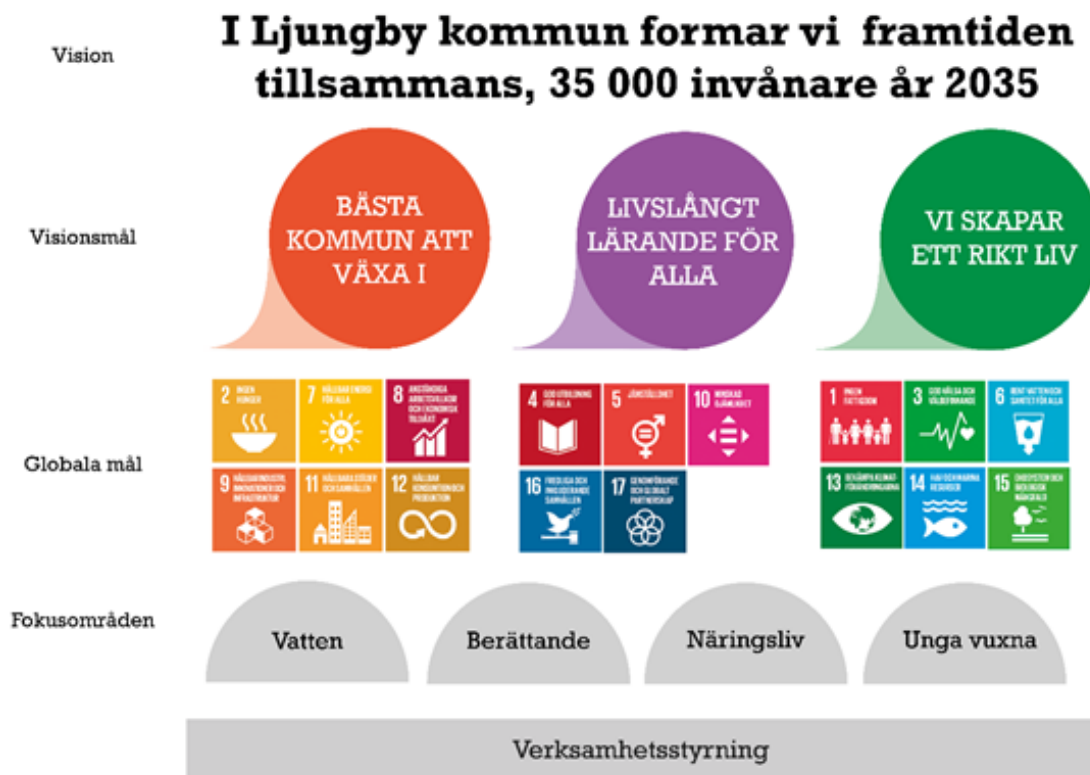 Vision
I Ljungby kommun formar vi framtiden
tillsammans, 35 000 invånare år 2035
Visionsmål
BÄSTA
KOMMUN ATT
VÄXA I
LIVSLÅNGT
LÄRANDE FÖR
ALLA
VI SKAPAR
ETT RIKT LIV
Globala mål
2 INGEN
HUNGER
7 HÅLLBAR ENERGI
FÖR ALLA
8 ANSTÄNDIGA
ARBETSVILLKOR
OCH EKONOMISK
TILLVÄXT
9 HÅLLBAR INDUSTRI,
INNOVATIONER OCH
INFRASTRUKTUR
11 HÅLLBARA STÄDER
OCH SAMHÄLLEN
12 HÅLLBAR
KONSUMTION OCH
PRODUKTION
4 GOD UTBILDNING
FÖR ALLA
5 JÄMSTÄLLDHET
10 MINSKAD
OJÄMLIKHET
16 FREDLIGA OCH
INKLUDERANDE
SAMHÄLLEN
17 GENOMFÖRANDE
OCH GLOBALT
PARTNERSKAP
1 INGEN
FATTIGDOM
3 GOD HÄLSA OCH
VÄLBEFINNANDE
6 RENT VATTEN OCH
SANITET FÖR ALLA
13 BEKÄMPA KLIMAT-
FÖRÄNDRINGARNA
14 HAV OCH MARINA
RESURSER
15 EKOSYSTEM OCH
BIOLOGISK
MÅNGFALD
Fokusområden
Vatten
Berättande
Näringsliv
Unga vuxna
Verksamhetsstyrning